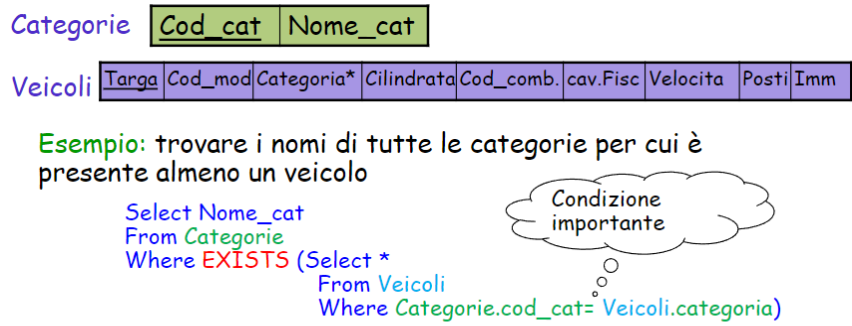 Categorie Cod_cat Nome_cat
Veicoli Targa Cod_mod Categoria* Cilindrata Cod_comb. cav.Fisc Velocita Posti Imm
Esempio: trovare i nomi di tutte le categorie per cui è
presente almeno un veicolo
Condizione
importante
Select Nome_cat
From Categorie
Where EXISTS (Select *
From Veicoli
Where Categorie.cod_cat= Veicoli.categoria)